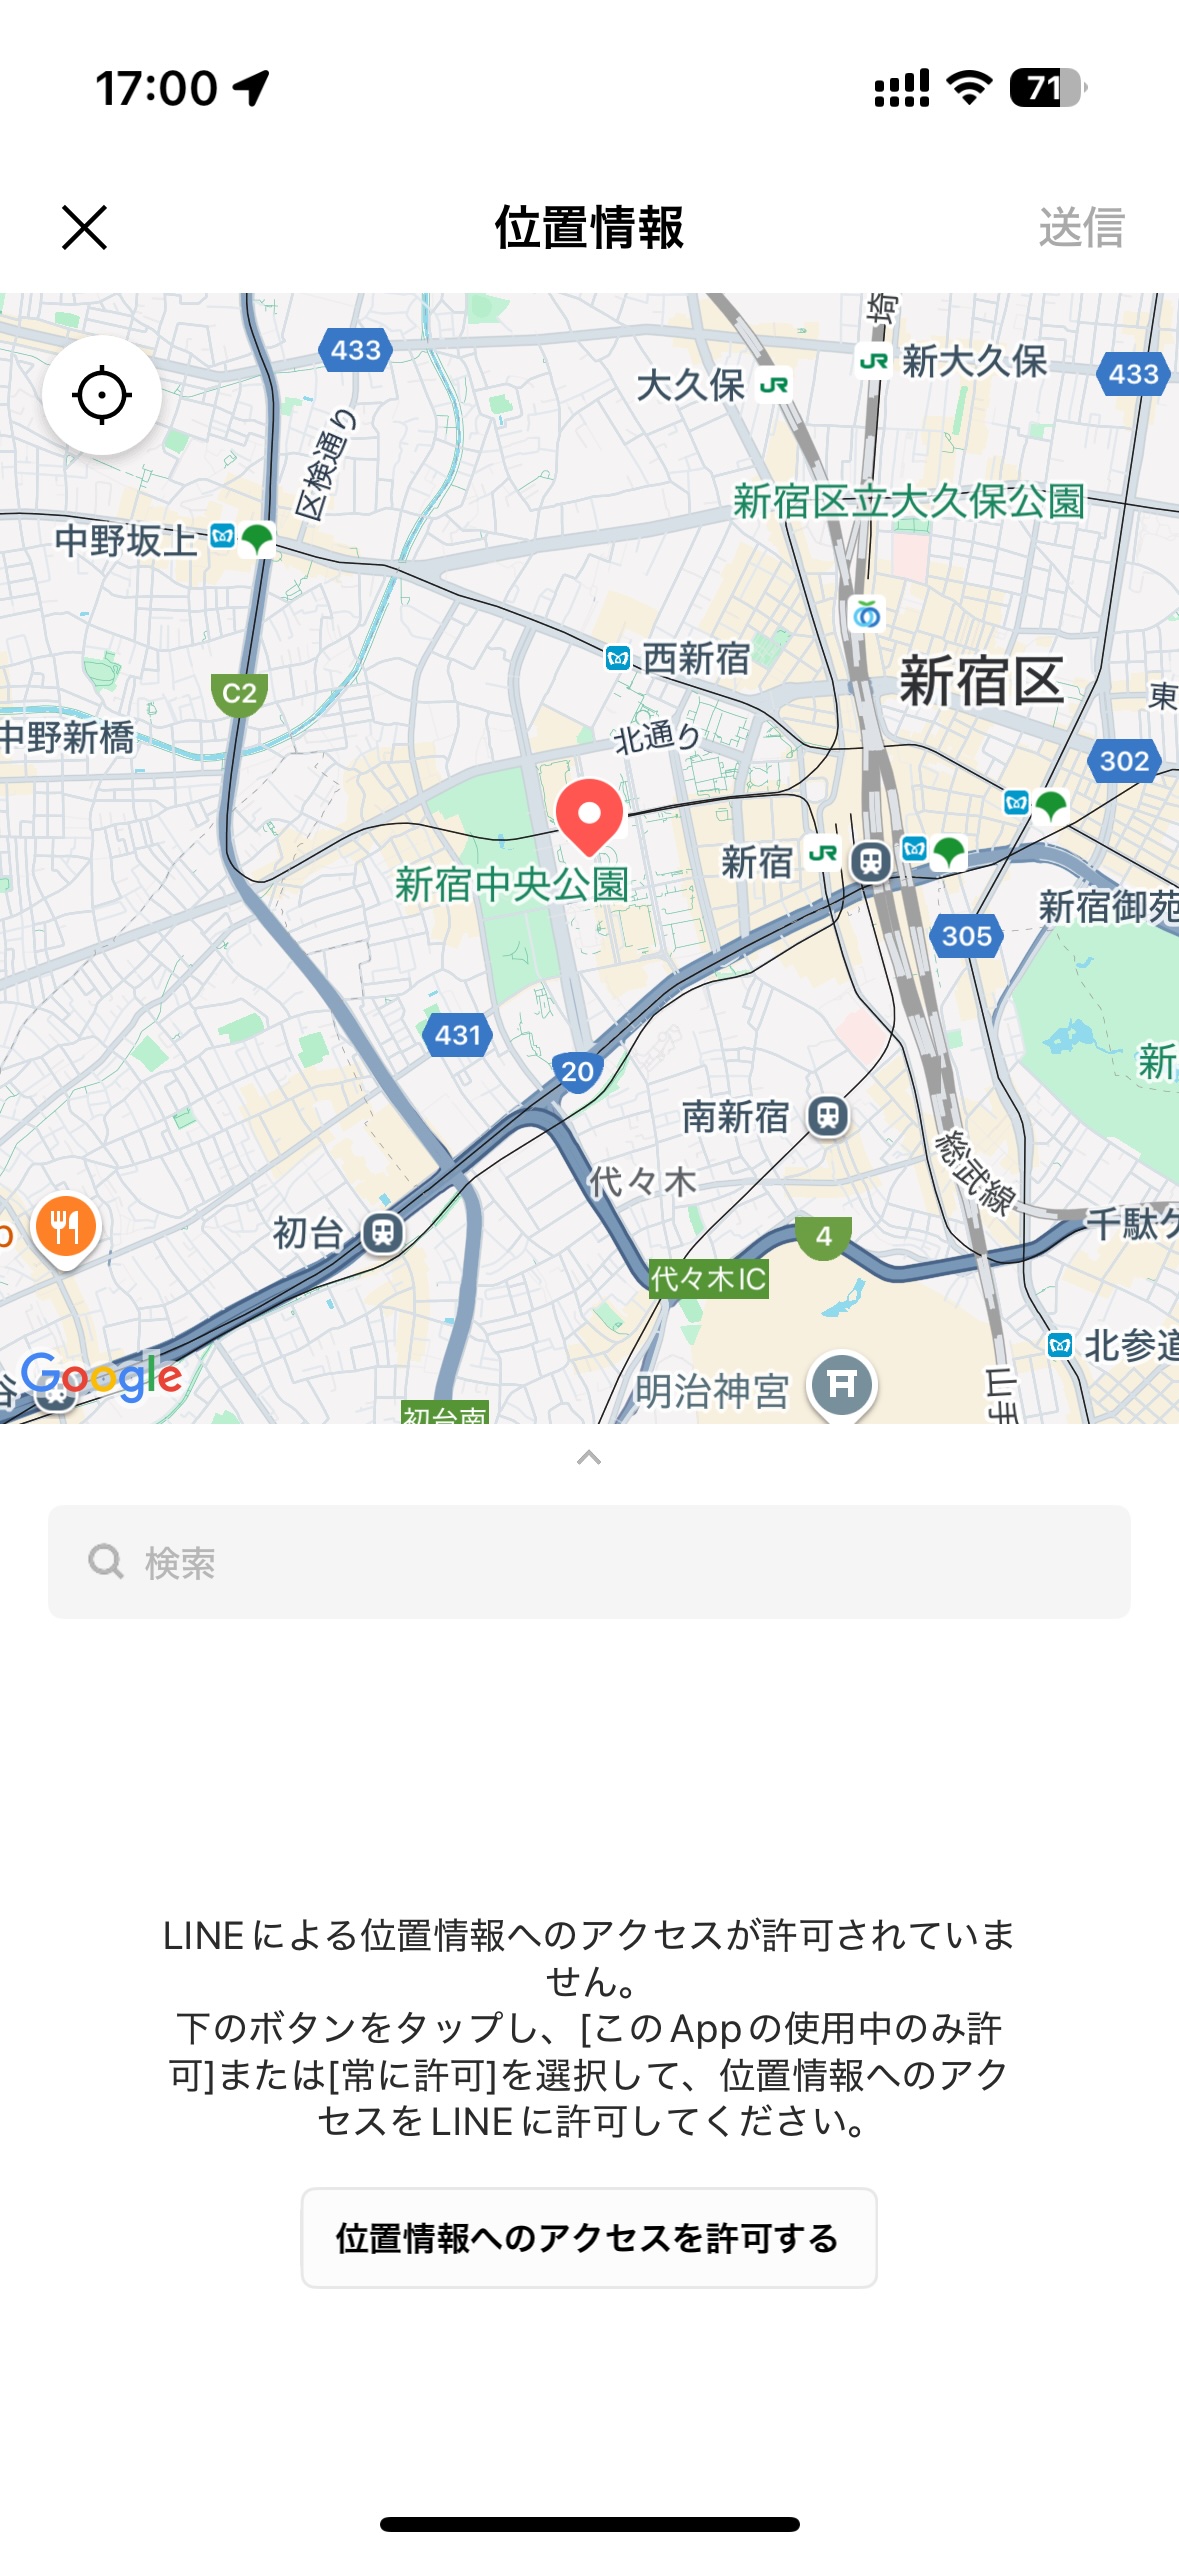 17:00
71
位置情報
送信
433
大久保
JR
JR
新大久保
433
区検通り
新宿区立大久保公園
中野坂上
西新宿
新宿区
C2
東
中野新橋
北通り
302
新宿
JR
新宿中央公園
新宿御苑
305
431
20
新
南新宿
総武線
代々木
初台
4
千駄ケ
代々木IC
北参道
Google
谷
明治神宮
山手
初台南
検索
LINEによる位置情報へのアクセスが許可されていま
せん。
下のボタンをタップし、[このAppの使用中のみ許
可]または[常に許可]を選択して、位置情報へのアク
セスをLINEに許可してください。
位置情報へのアクセスを許可する